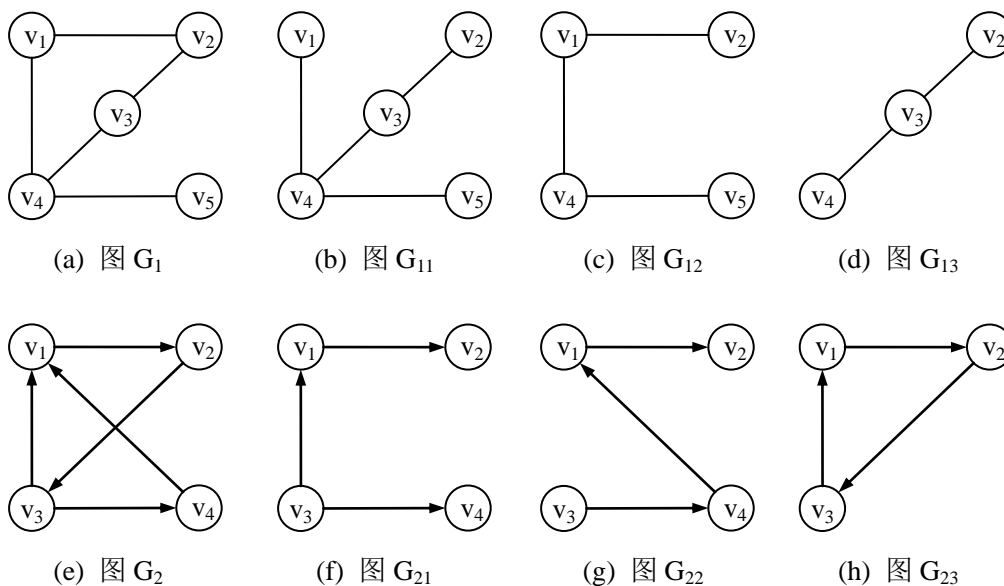 v₁ v₂ v₁ v₂ v₁ v₂ v₂
v₃ v₃ v₃
v₄ v₅ v₄ v₅ v₄ v₅ v₄
(a) 图 G₁ (b) 图 G₁₁ (c) 图 G₁₂ (d) 图 G₁₃
v₁ v₂ v₁ v₂ v₁ v₂ v₁ v₂
v₃ v₄ v₃ v₄ v₃ v₄ v₃
(e) 图 G₂ (f) 图 G₂₁ (g) 图 G₂₂ (h) 图 G₂₃